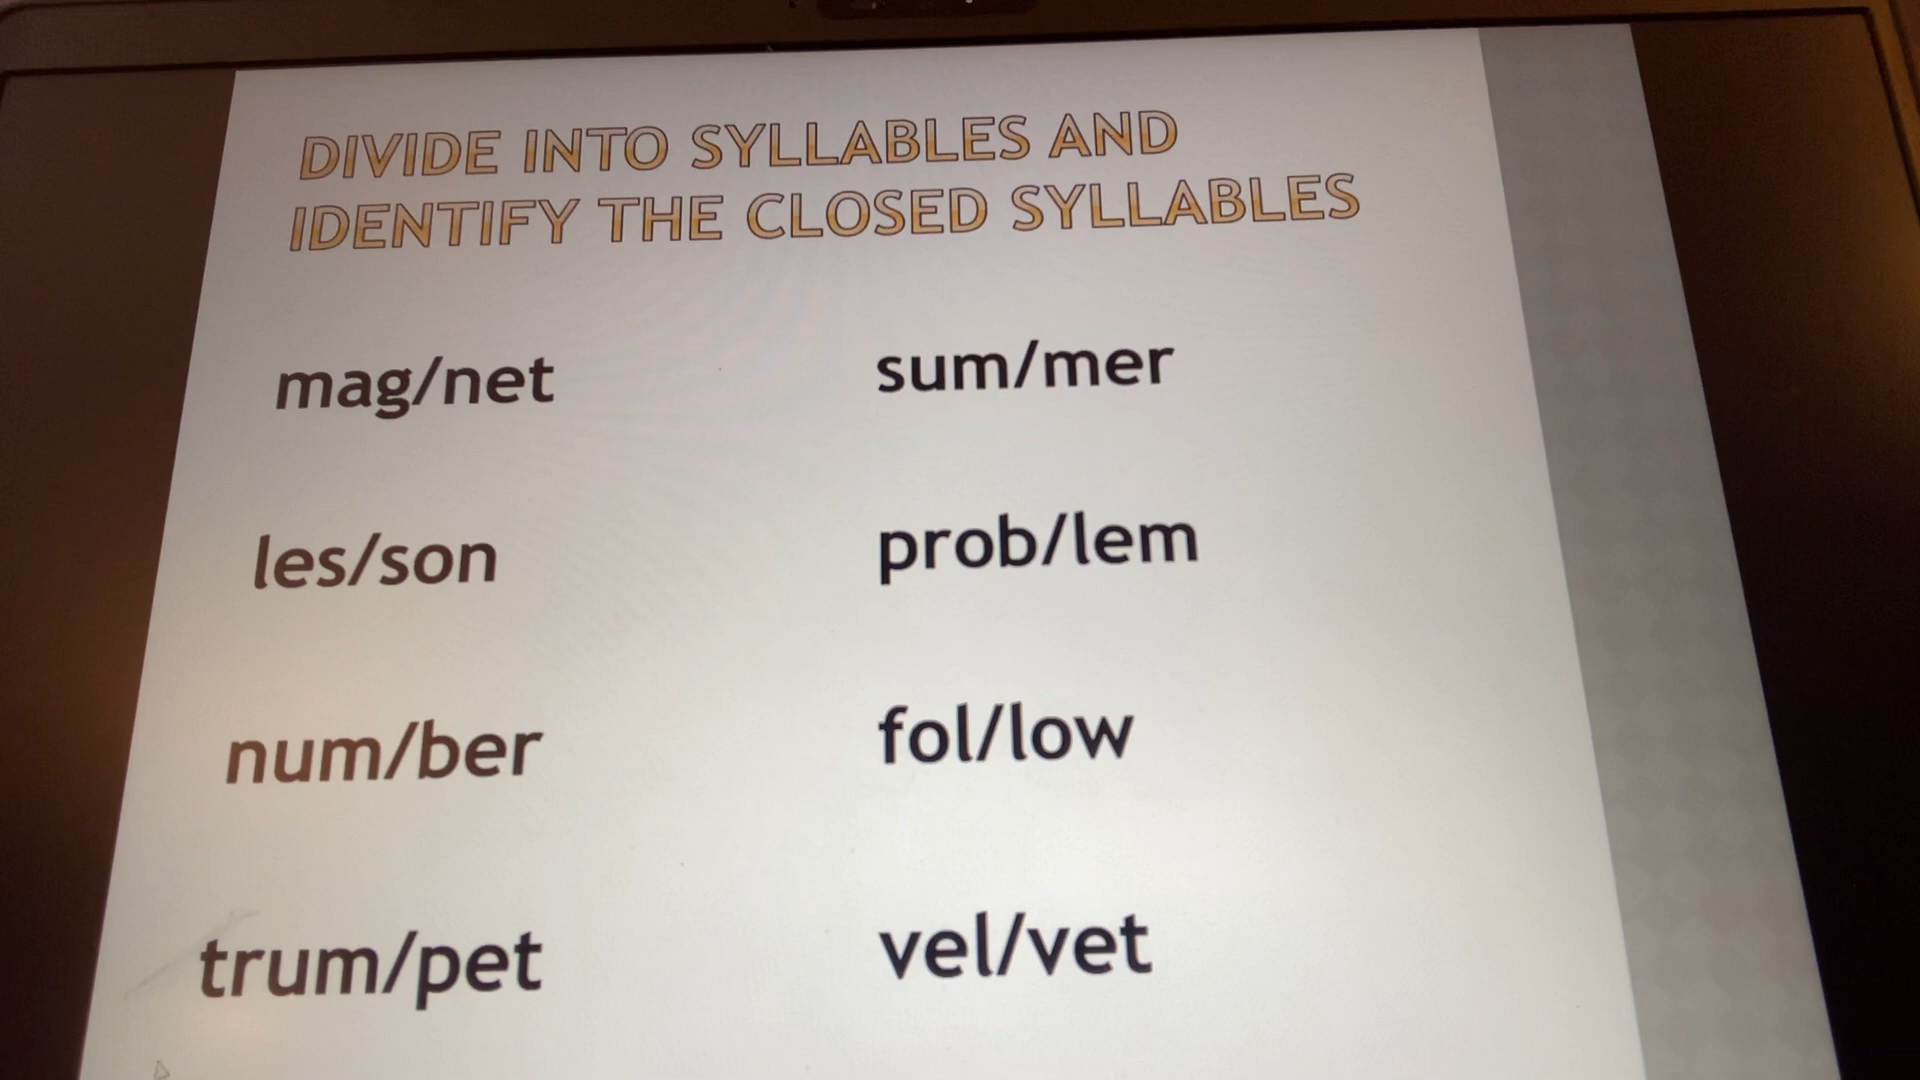 DIVIDE INTO SYLLABLES AND
IDENTIFY THE CLOSED SYLLABLES
mag/net
sum/mer
les/son
prob/lem
num/ber
fol/low
trum/pet
vel/vet